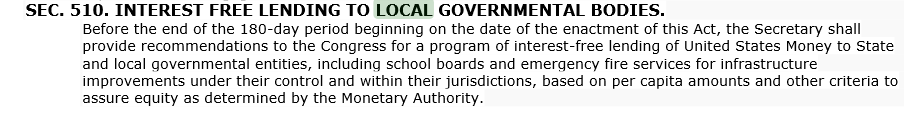 SEC. 510. INTEREST FREE LENDING TO LOCAL GOVERNMENTAL BODIES.
Before the end of the 180-day period beginning on the date of the enactment of this Act, the Secretary shall
provide recommendations to the Congress for a program of interest-free lending of United States Money to State
and local governmental entities, including school boards and emergency fire services for infrastructure
improvements under their control and within their jurisdictions, based on per capita amounts and other criteria to
assure equity as determined by the Monetary Authority.